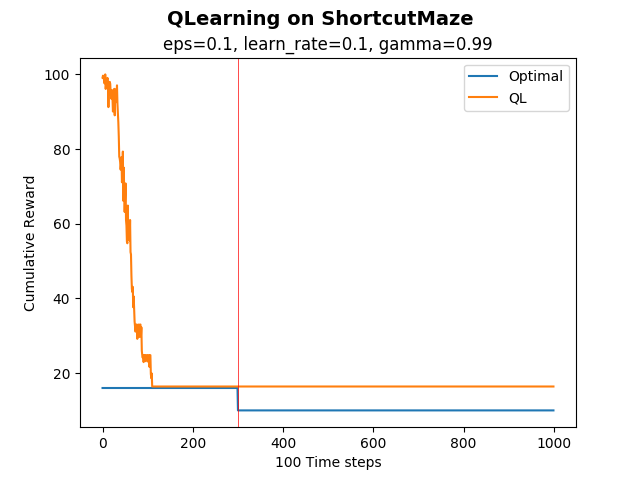 QLearning on ShortcutMaze
eps=0.1, learn_rate=0.1, gamma=0.99
Optimal
QL
Cumulative Reward
100
80
60
40
20
0
200
400
600
800
1000
100 Time steps